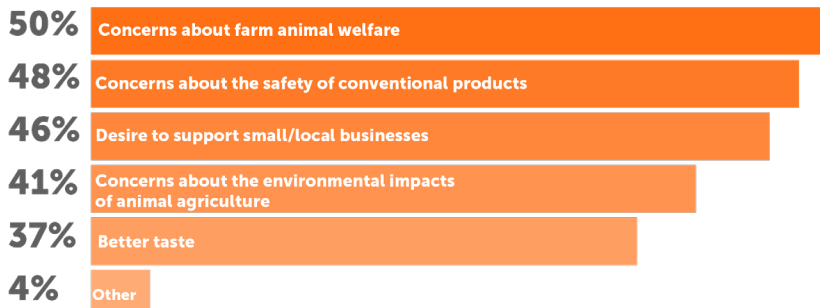 50% Concerns about farm animal welfare
48% Concerns about the safety of conventional products
46% Desire to support small/local businesses
41% Concerns about the environmental impacts
of animal agriculture
37% Better taste
4% Other